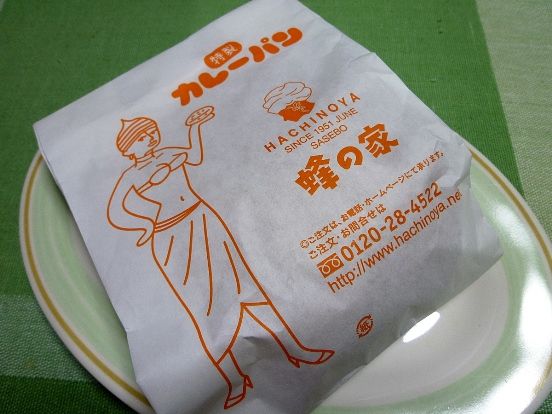 特製
カレーパン
HACHINOYA
SINCE 1951 JUNE
SASEBO
蜂の家
◎ご注文は、お電話・ホームページにて承ります。
ご注文・お問合せは
0120-28-4522
http://www.hachinoya.net
紙